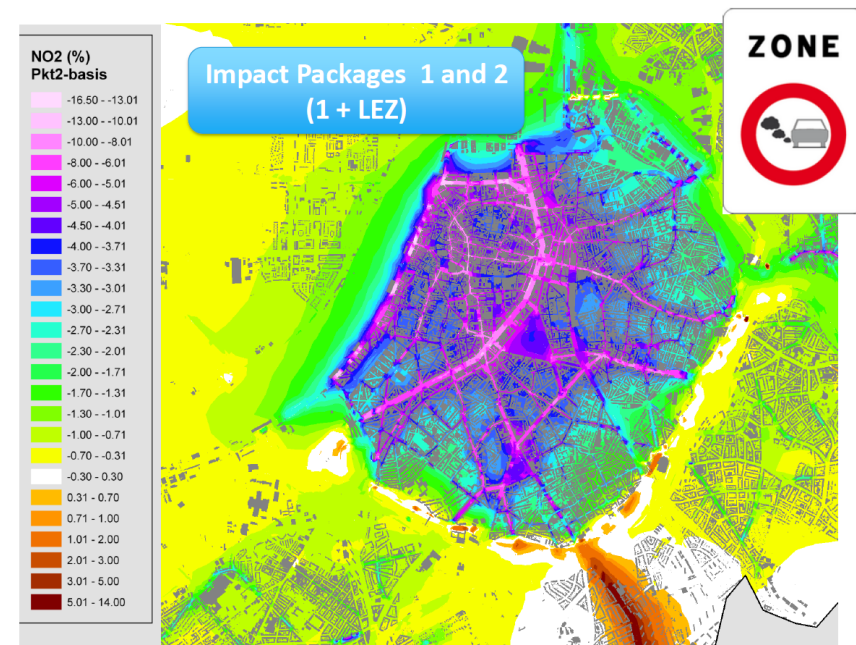 NO2 (%)
Pkt2-basis
-16.50 - -13.01
-13.00 - -10.01
-10.00 - -8.01
-8.00 - -6.01
-6.00 - -5.01
-5.00 - -4.51
-4.50 - -4.01
-4.00 - -3.71
-3.70 - -3.31
-3.30 - -3.01
-3.00 - -2.71
-2.70 - -2.31
-2.30 - -2.01
-2.00 - -1.71
-1.70 - -1.31
-1.30 - -1.01
-1.00 - -0.71
-0.70 - -0.31
-0.30 - 0.30
0.31 - 0.70
0.71 - 1.00
1.01 - 2.00
2.01 - 3.00
3.01 - 5.00
5.01 - 14.00
Impact Packages 1 and 2
(1 + LEZ)
ZONE